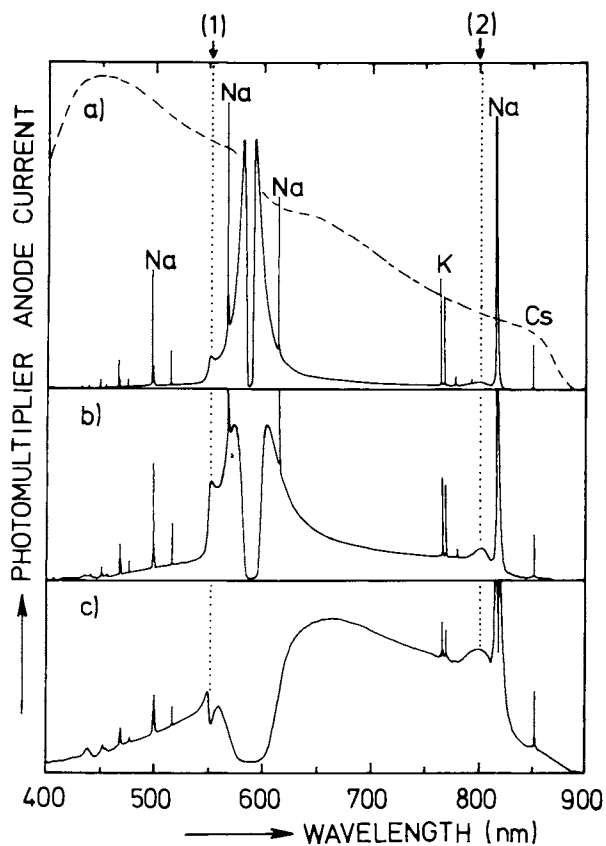 (1) (2)
Na Na
a)
Na
Na
K
Cs
b)
c)
400 500 600 700 800 900
WAVELENGTH (nm)
PHOTOMULTIPLIER ANODE CURRENT